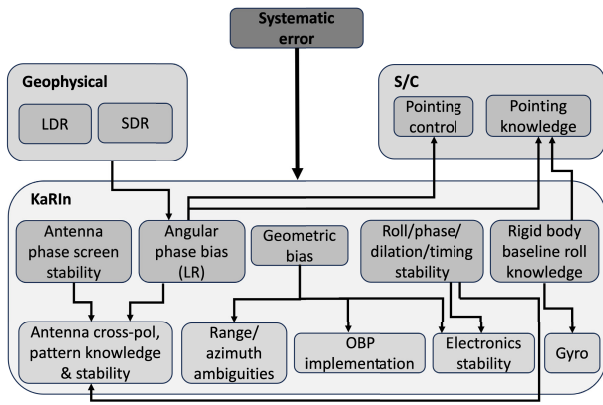 Systematic
error
Geophysical
LDR
SDR
S/C
Pointing
control
Pointing
knowledge
KaRIn
Antenna
phase screen
stability
Angular
phase bias
(LR)
Geometric
bias
Roll/phase/
dilation/timing
stability
Rigid body
baseline roll
knowledge
Antenna cross-pol,
pattern knowledge
& stability
Range/
azimuth
ambiguities
OBP
implementation
Electronics
stability
Gyro